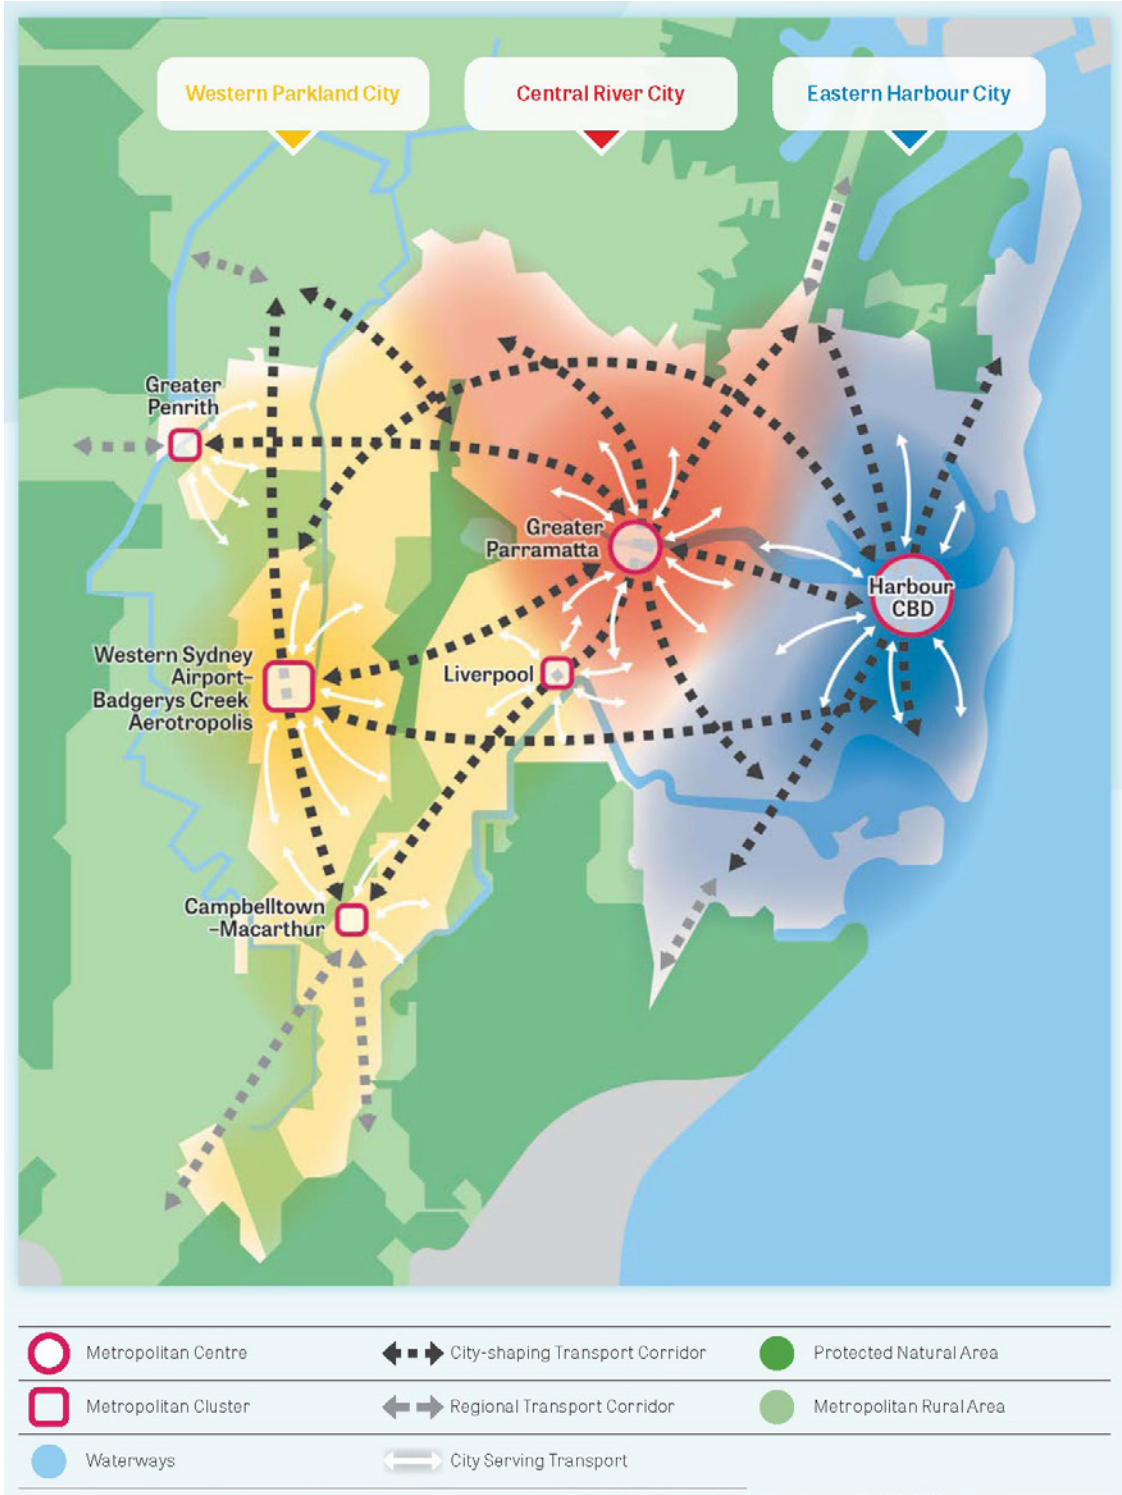 Western Parkland City
Central River City
Eastern Harbour City
Greater
Penrith
Greater
Parramatta
Harbour
CBD
Western Sydney
Airport–
Badgerys Creek
Aerotropolis
Liverpool
Campbelltown
–Macarthur
Metropolitan Centre
City-shaping Transport Corridor
Protected Natural Area
Metropolitan Cluster
Regional Transport Corridor
Metropolitan Rural Area
Waterways
City Serving Transport